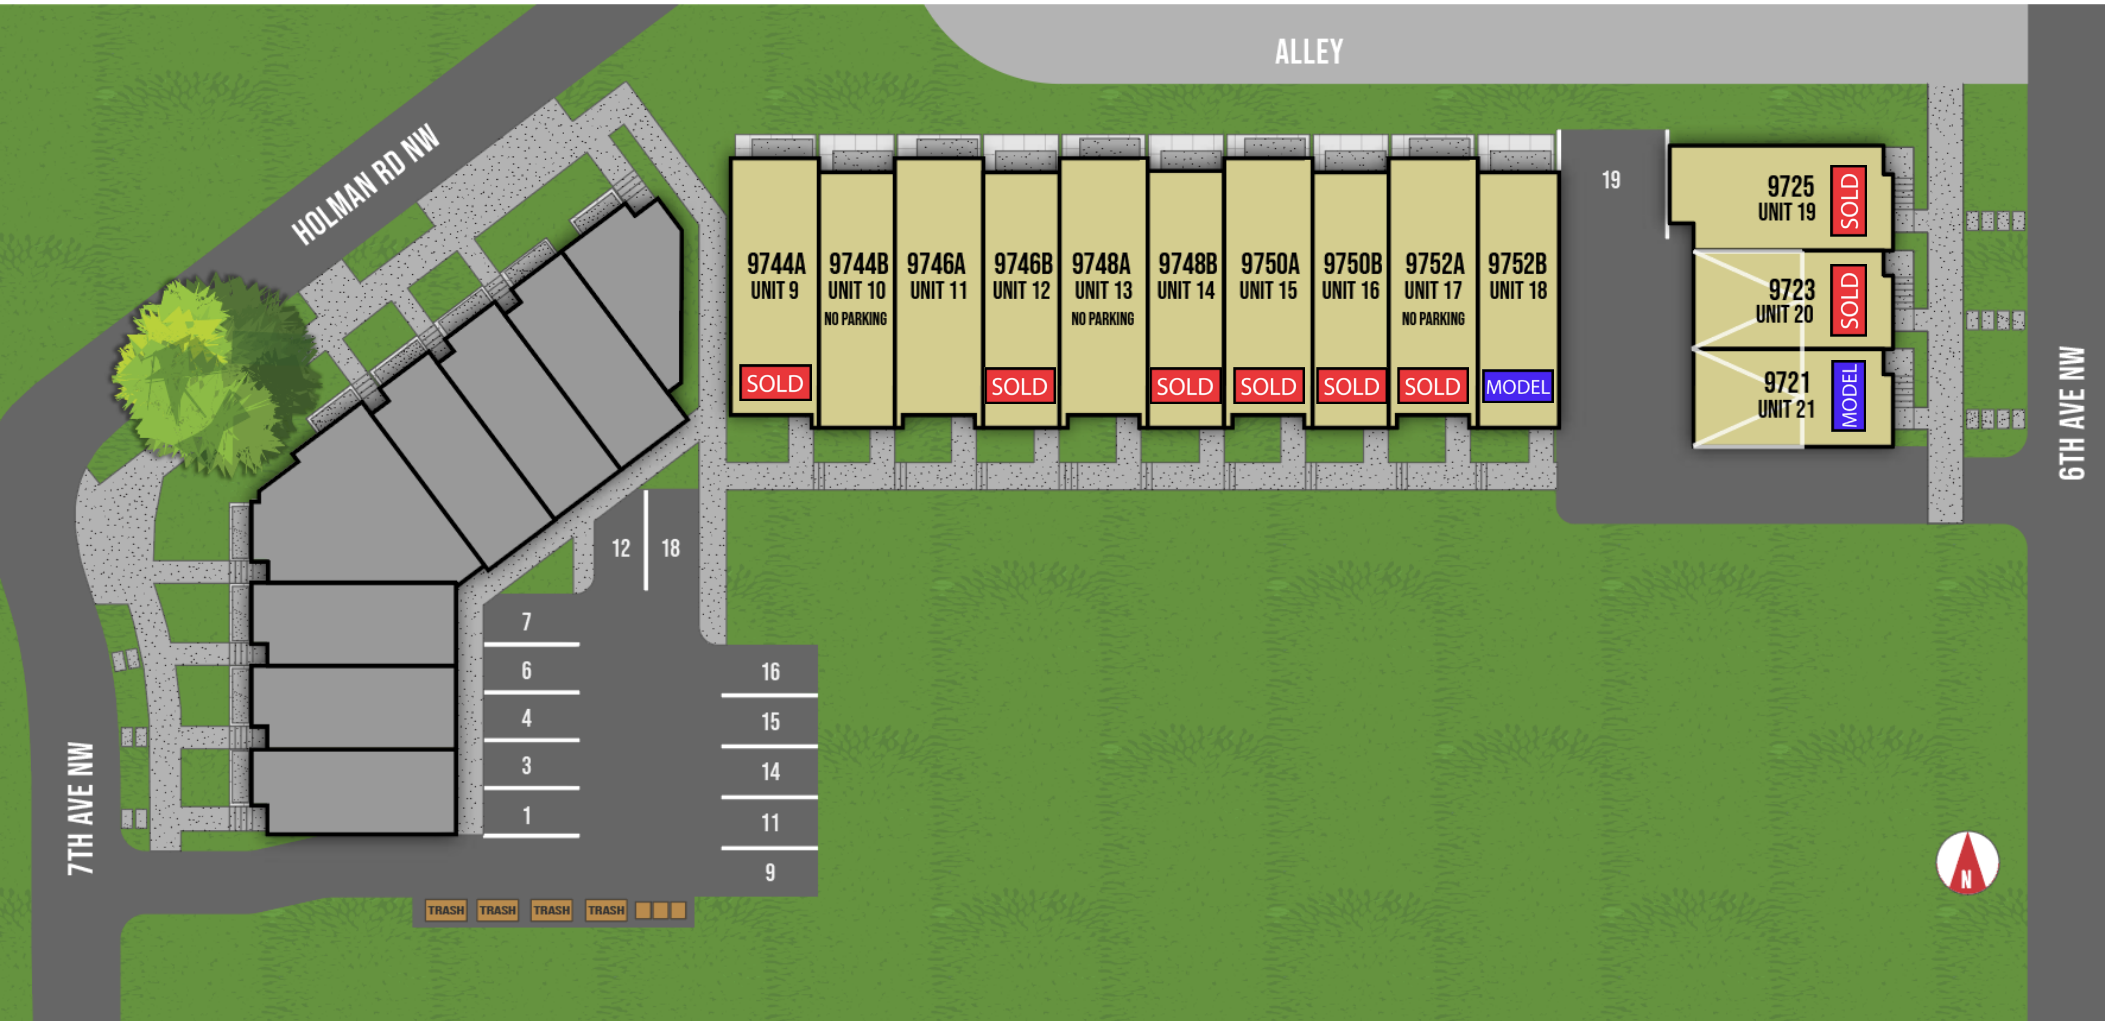 ALLEY
HOLMAN RD NW
9744A
UNIT 9
SOLD
9744B
UNIT 10
NO PARKING
9746A
UNIT 11
9746B
UNIT 12
SOLD
9748A
UNIT 13
NO PARKING
9748B
UNIT 14
SOLD
9750A
UNIT 15
SOLD
9750B
UNIT 16
SOLD
9752A
UNIT 17
NO PARKING
SOLD
9752B
UNIT 18
MODEL
19
9725
UNIT 19
SOLD
9723
UNIT 20
SOLD
9721
UNIT 21
MODEL
6TH AVE NW
12
18
7
6
4
3
1
16
15
14
11
9
7TH AVE NW
TRASH
TRASH
TRASH
TRASH
N